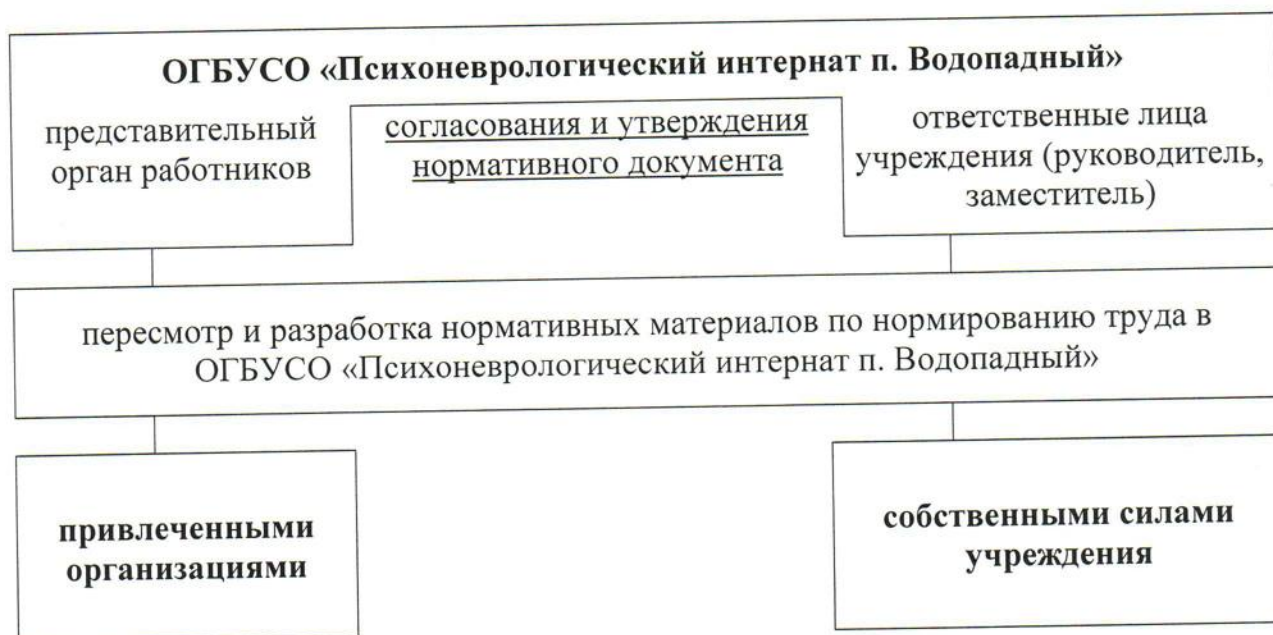 ОГБУСО «Психоневрологический интернат п. Водопадный»
представительный
орган работников
согласования и утверждения
нормативного документа
ответственные лица
учреждения (руководитель,
заместитель)
пересмотр и разработка нормативных материалов по нормированию труда в
ОГБУСО «Психоневрологический интернат п. Водопадный»
привлеченными
организациями
собственными силами
учреждения